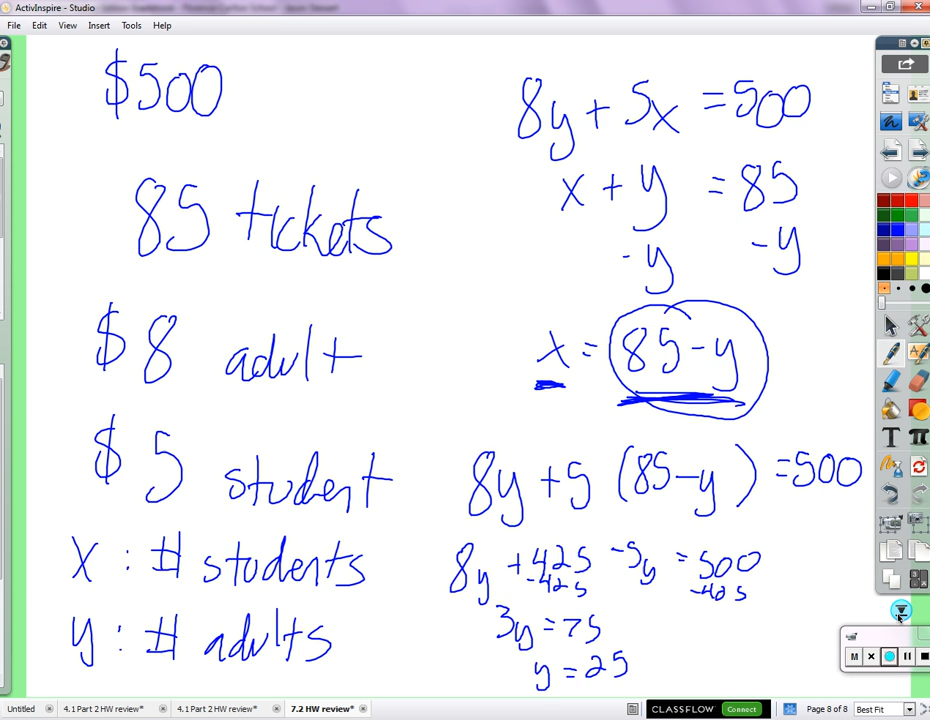 ActivInspire - Studio
File Edit View Insert Tools Help
$500
85 tickets
$8 adult
$5 student
x : # students
y : # adults
8y + 5x = 500
x + y = 85
-y -y
x = 85 - y
8y + 5 (85 - y) = 500
8y + 425 - 5y = 500
-425 -425
3y = 75
y = 25
Untitled 4.1 Part 2 HW review* 4.1 Part 2 HW review* 7.2 HW review* CLASSFLOW Connect Page 8 of 8 Best Fit